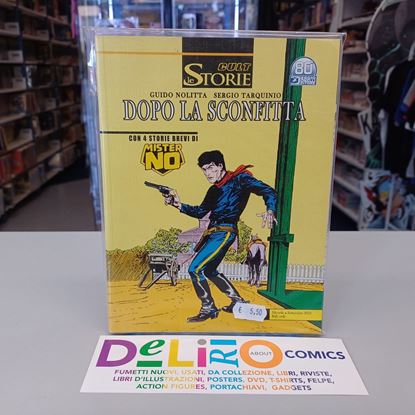 CULT
le STORIE
80
GUIDO NOLITTA SERGIO TARQUINIO
DOPO LA SCONFITTA
CON 4 STORIE BREVI DI
MISTER
NO
€ 5,50
DELIRIO ABOUT COMICS
FUMETTI NUOVI, USATI, DA COLLEZIONE, LIBRI, RIVISTE,
LIBRI D'ILLUSTRAZIONI, POSTERS, DVD, T-SHIRTS, FELPE,
ACTION FIGURES, PORTACHIAVI, GADGETS